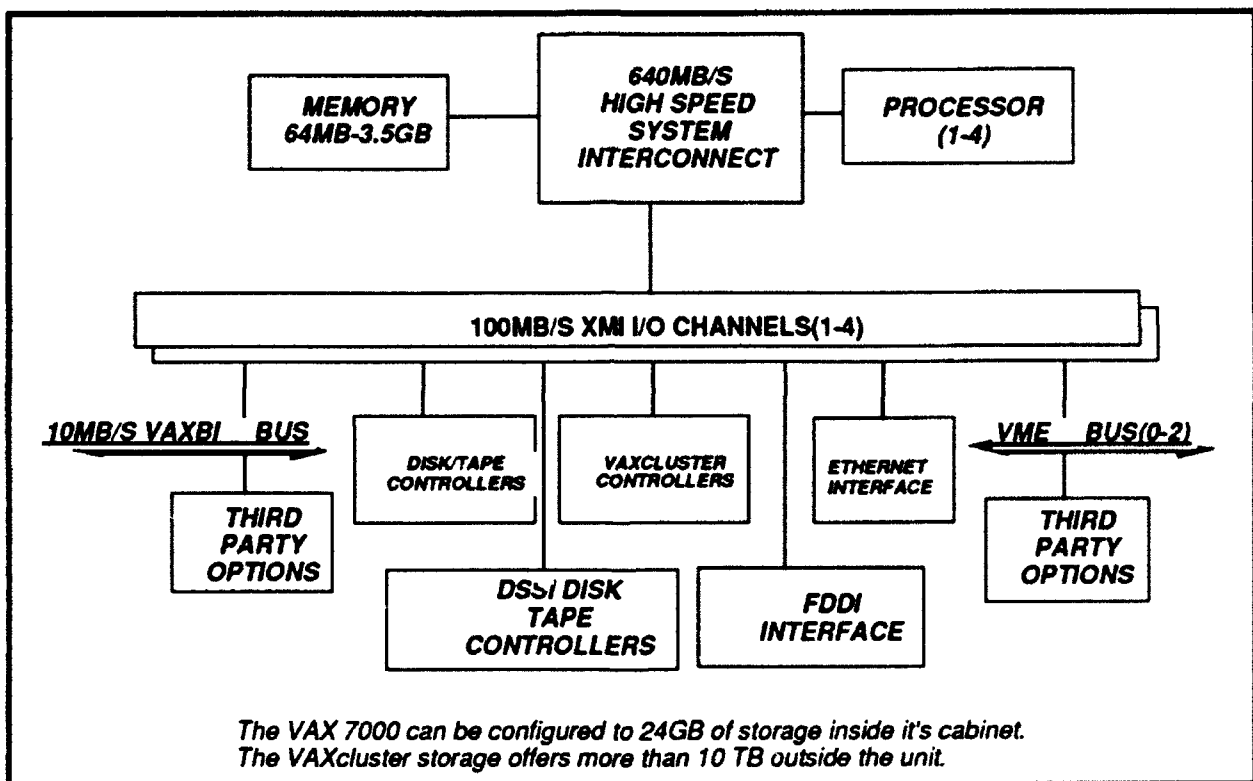 640MB/S
HIGH SPEED
SYSTEM
INTERCONNECT
MEMORY
64MB-3.5GB
PROCESSOR
(1-4)
100MB/S XMI I/O CHANNELS(1-4)
10MB/S VAXBI BUS
VME BUS(0-2)
DISK/TAPE
CONTROLLERS
VAXCLUSTER
CONTROLLERS
ETHERNET
INTERFACE
THIRD
PARTY
OPTIONS
THIRD
PARTY
OPTIONS
DSSI DISK
TAPE
CONTROLLERS
FDDI
INTERFACE
The VAX 7000 can be configured to 24GB of storage inside it's cabinet.
The VAXcluster storage offers more than 10 TB outside the unit.